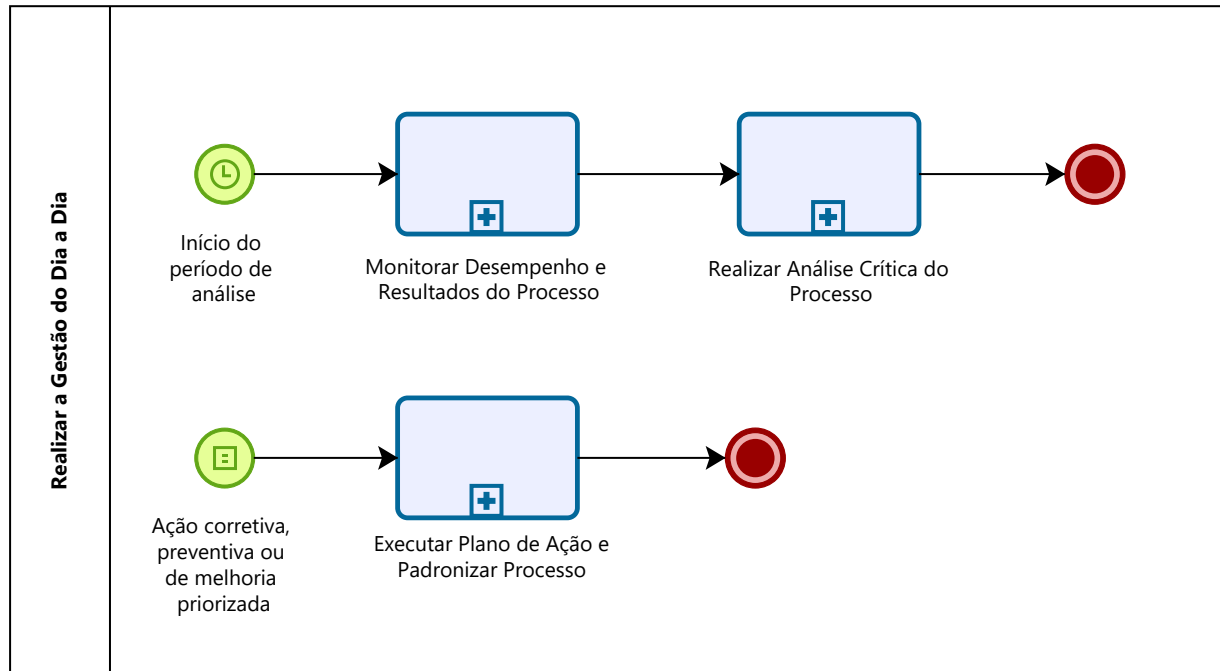 Realizar a Gestão do Dia a Dia
Início do
período de
análise
Monitorar Desempenho e
Resultados do Processo
Realizar Análise Crítica do
Processo
Ação corretiva,
preventiva ou
de melhoria
priorizada
Executar Plano de Ação e
Padronizar Processo